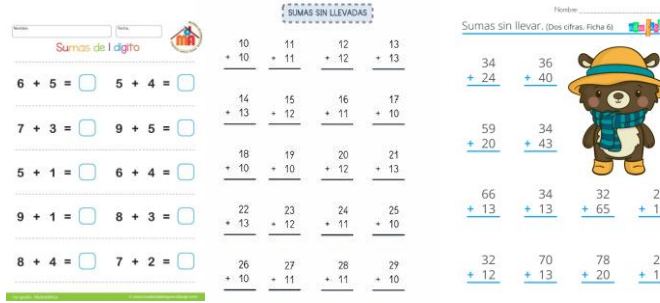 Nombre:
Fecha:
Sumas de 1 dígito
6 + 5 =
5 + 4 =
7 + 3 =
9 + 5 =
5 + 1 =
6 + 4 =
9 + 1 =
8 + 3 =
8 + 4 =
7 + 2 =
SUMAS SIN LLEVADAS
10 11 12 13
+ 10 + 11 + 12 + 13
14 15 16 17
+ 13 + 12 + 11 + 10
18 19 20 21
+ 10 + 10 + 12 + 13
22 23 24 25
+ 13 + 12 + 11 + 10
26 27 28 29
+ 10 + 11 + 11 + 10
Nombre
Sumas sin llevar. (Dos cifras. Ficha 6)
34 36
+ 24 + 40
59 34
+ 20 + 43
66 34 32 2
+ 13 + 13 + 65 + 1
32 70 78 2
+ 12 + 13 + 20 + 1